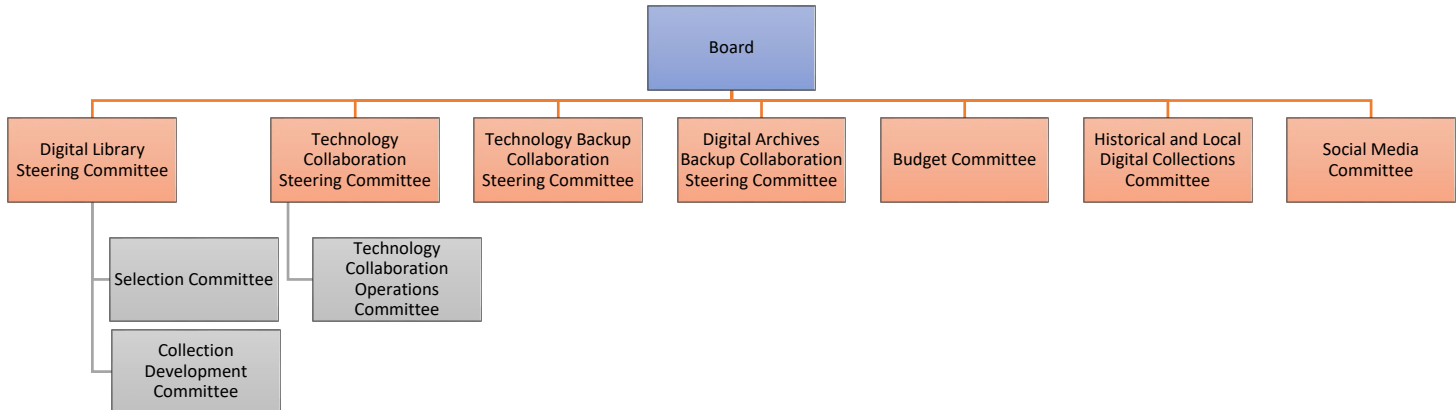 Board
Digital Library
Steering Committee
Technology
Collaboration
Steering Committee
Technology Backup
Collaboration
Steering Committee
Digital Archives
Backup Collaboration
Steering Committee
Budget Committee
Historical and Local
Digital Collections
Committee
Social Media
Committee
Selection Committee
Technology
Collaboration
Operations
Committee
Collection
Development
Committee